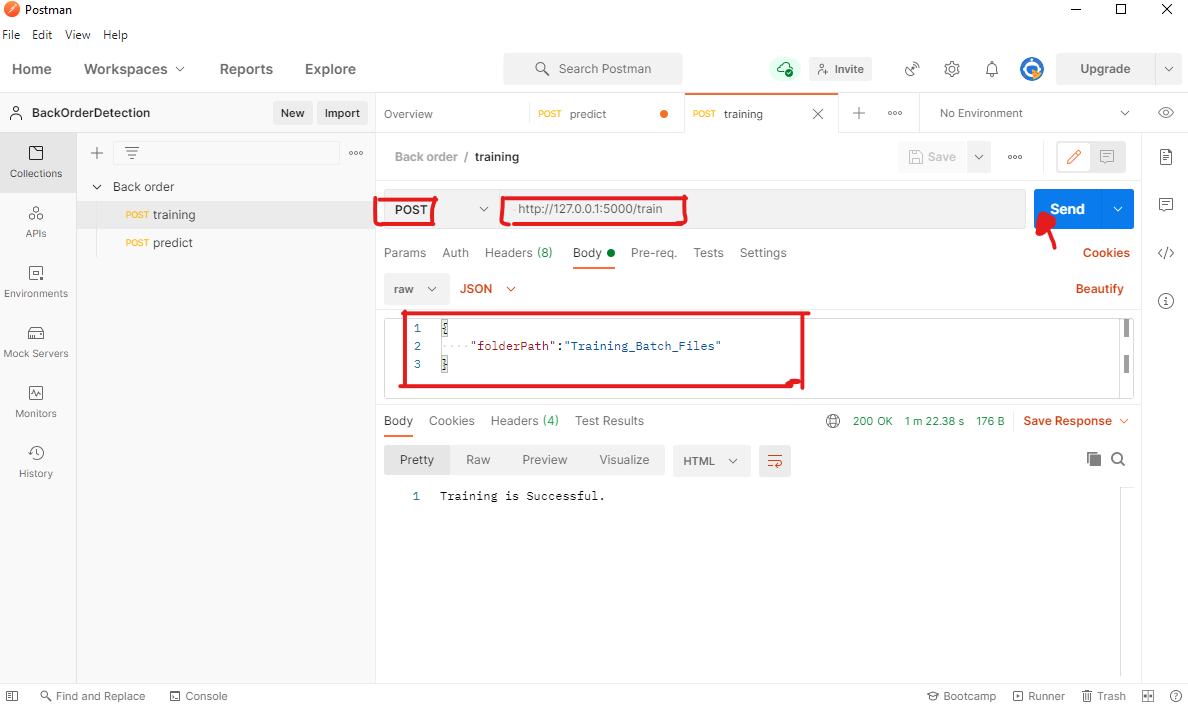 Postman
File Edit View Help
Home Workspaces Reports Explore Search Postman Invite Upgrade
BackOrderDetection New Import Overview POST predict POST training No Environment
Collections
APIs
Environments
Mock Servers
Monitors
History
Back order
POST training
POST predict
Back order / training Save
POST http://127.0.0.1:5000/train Send
Params Auth Headers (8) Body Pre-req. Tests Settings Cookies
raw JSON Beautify
1 {
2 "folderPath":"Training_Batch_Files"
3 }
Body Cookies Headers (4) Test Results 200 OK 1 m 22.38 s 176 B Save Response
Pretty Raw Preview Visualize HTML
1 Training is Successful.
Find and Replace Console Bootcamp Runner Trash